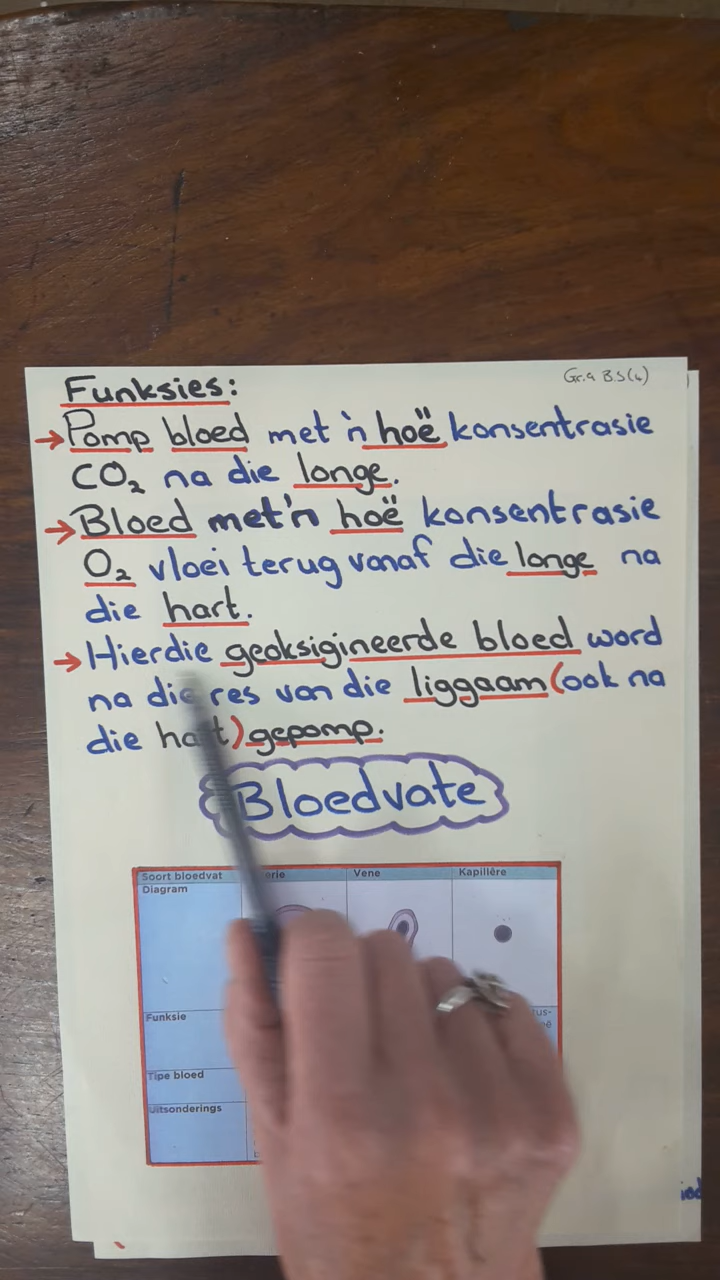 Gr.9 B.S(4)
Funksies:
→Pomp bloed met 'n hoë konsentrasie
CO₂ na die longe.
→Bloed met 'n hoë konsentrasie
O₂ vloei terug vanaf die longe na
die hart.
→Hierdie geoksigineerde bloed word
na die res van die liggaam (ook na
die hart) gepomp.
Bloedvate
Soort bloedvat Vene Kapillêre
Diagram
Funksie
Tipe bloed
Uitsonderings